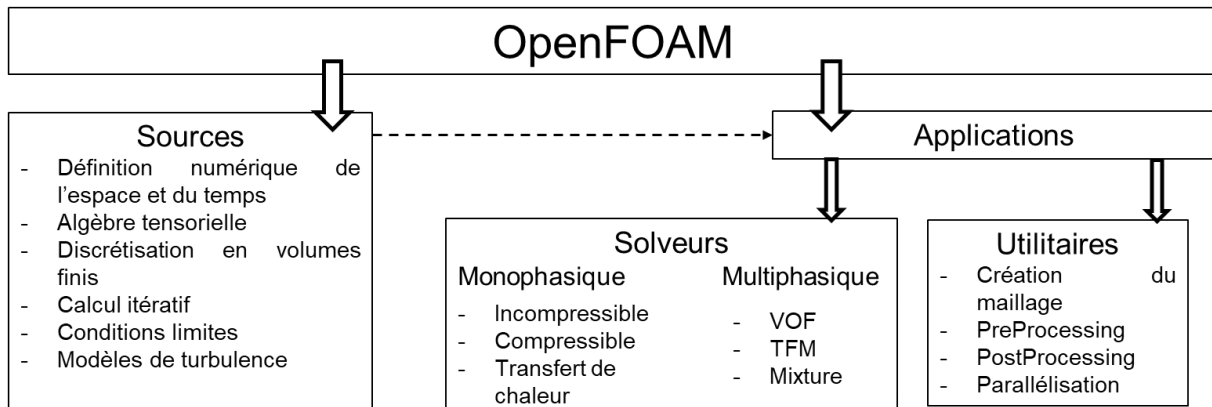 OpenFOAM
Sources
- Définition numérique de
l'espace et du temps
- Algèbre tensorielle
- Discrétisation en volumes
finis
- Calcul itératif
- Conditions limites
- Modèles de turbulence
Applications
Solveurs
Monophasique
- Incompressible
- Compressible
- Transfert de
chaleur
Multiphasique
- VOF
- TFM
- Mixture
Utilitaires
- Création du
maillage
- PreProcessing
- PostProcessing
- Parallélisation